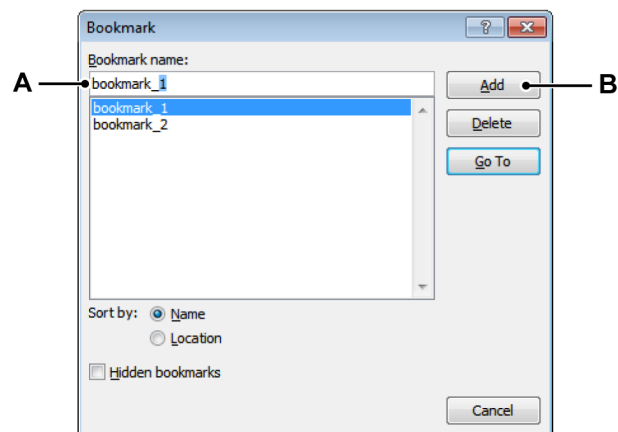 Bookmark
Bookmark name:
A
bookmark_1
Add
B
bookmark_1
bookmark_2
Delete
Go To
Sort by:
Name
Location
Hidden bookmarks
Cancel